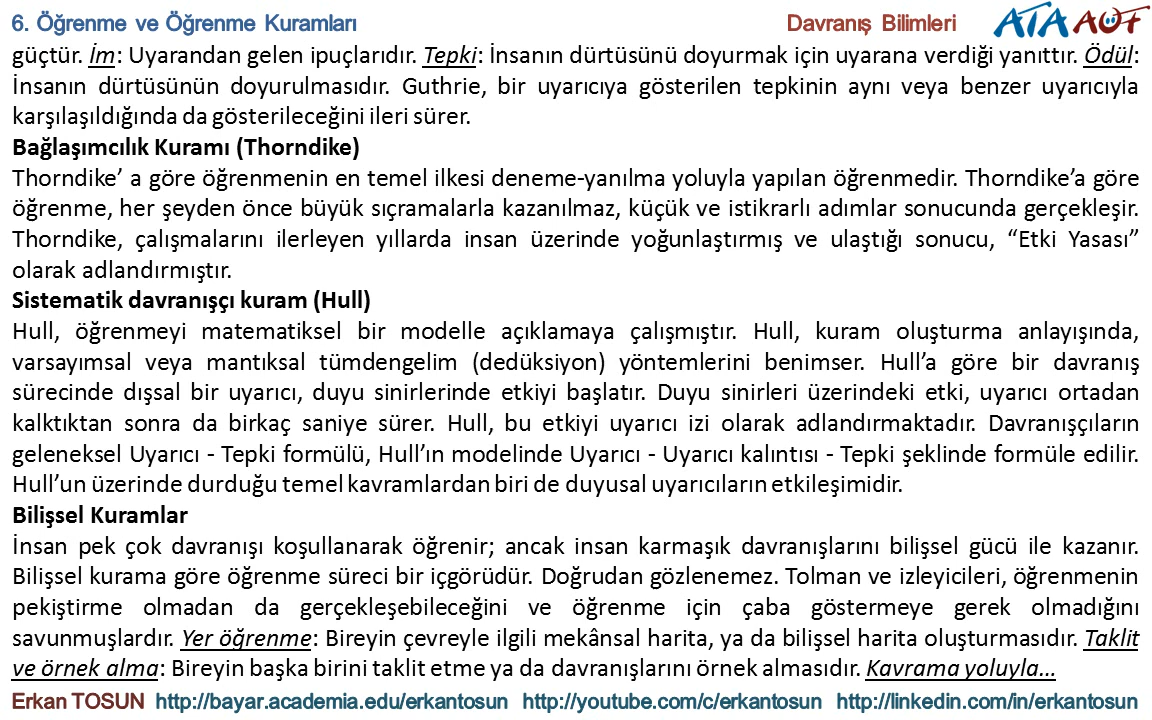 6. Öğrenme ve Öğrenme Kuramları Davranış Bilimleri ATA AÖF
güçtür. İm: Uyarandan gelen ipuçlarıdır. Tepki: İnsanın dürtüsünü doyurmak için uyarana verdiği yanıttır. Ödül:
İnsanın dürtüsünün doyurulmasıdır. Guthrie, bir uyarıcıya gösterilen tepkinin aynı veya benzer uyarıcıyla
karşılaşıldığında da gösterileceğini ileri sürer.
Bağlaşımcılık Kuramı (Thorndike)
Thorndike’ a göre öğrenmenin en temel ilkesi deneme-yanılma yoluyla yapılan öğrenmedir. Thorndike’a göre
öğrenme, her şeyden önce büyük sıçramalarla kazanılmaz, küçük ve istikrarlı adımlar sonucunda gerçekleşir.
Thorndike, çalışmalarını ilerleyen yıllarda insan üzerinde yoğunlaştırmış ve ulaştığı sonucu, “Etki Yasası”
olarak adlandırmıştır.
Sistematik davranışçı kuram (Hull)
Hull, öğrenmeyi matematiksel bir modelle açıklamaya çalışmıştır. Hull, kuram oluşturma anlayışında,
varsayımsal veya mantıksal tümdengelim (dedüksiyon) yöntemlerini benimser. Hull’a göre bir davranış
sürecinde dışsal bir uyarıcı, duyu sinirlerinde etkiyi başlatır. Duyu sinirleri üzerindeki etki, uyarıcı ortadan
kalktıktan sonra da birkaç saniye sürer. Hull, bu etkiyi uyarıcı izi olarak adlandırmaktadır. Davranışçıların
geleneksel Uyarıcı - Tepki formülü, Hull’ın modelinde Uyarıcı - Uyarıcı kalıntısı - Tepki şeklinde formüle edilir.
Hull’un üzerinde durduğu temel kavramlardan biri de duyusal uyarıcıların etkileşimidir.
Bilişsel Kuramlar
İnsan pek çok davranışı koşullanarak öğrenir; ancak insan karmaşık davranışlarını bilişsel gücü ile kazanır.
Bilişsel kurama göre öğrenme süreci bir içgörüdür. Doğrudan gözlenemez. Tolman ve izleyicileri, öğrenmenin
pekiştirme olmadan da gerçekleşebileceğini ve öğrenme için çaba göstermeye gerek olmadığını
savunmuşlardır. Yer öğrenme: Bireyin çevreyle ilgili mekânsal harita, ya da bilişsel harita oluşturmasıdır. Taklit
ve örnek alma: Bireyin başka birini taklit etme ya da davranışlarını örnek almasıdır. Kavrama yoluyla…
Erkan TOSUN http://bayar.academia.edu/erkantosun http://youtube.com/c/erkantosun http://linkedin.com/in/erkantosun